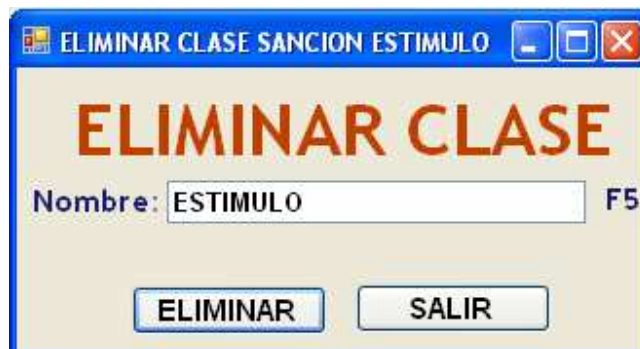 ELIMINAR CLASE SANCION ESTIMULO
ELIMINAR CLASE
Nombre: ESTIMULO F5
ELIMINAR SALIR